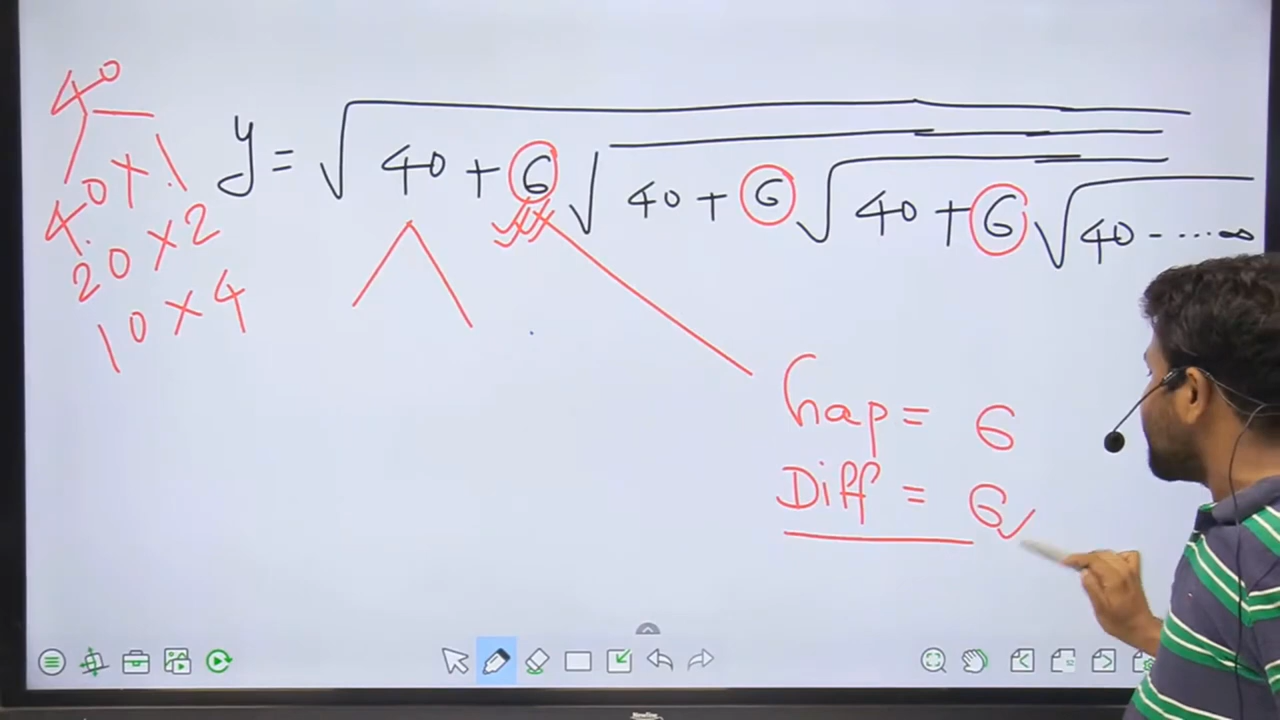 40
40 × 1
20 × 2
10 × 4
y = √40 + 6 √40 + 6 √40 + 6 √40 - ····∞
Gap = 6
Diff = 6 ✓